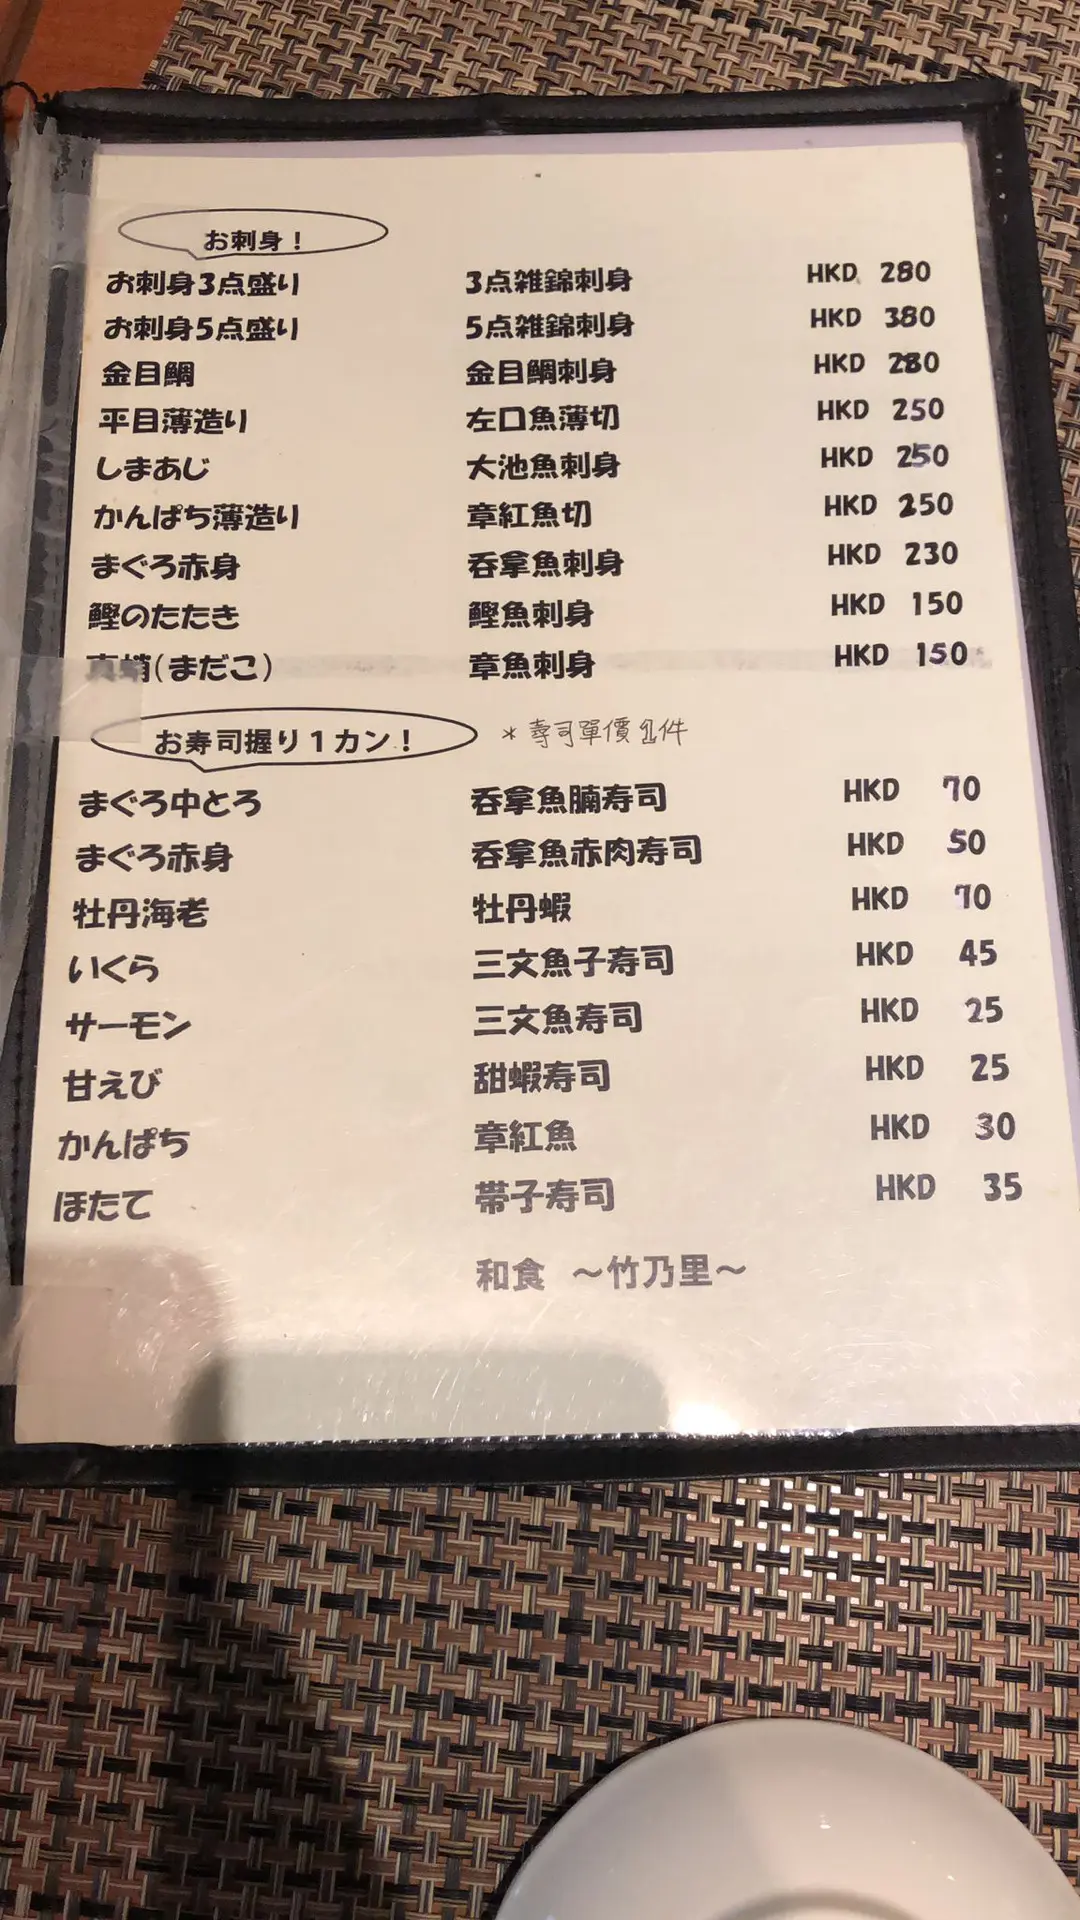 お刺身！
お刺身3点盛り 3点雑錦刺身 HKD 280
お刺身5点盛り 5点雑錦刺身 HKD 380
金目鯛 金目鯛刺身 HKD 280
平目薄造り 左口魚薄切 HKD 250
しまあじ 大池魚刺身 HKD 250
かんぱち薄造り 章紅魚切 HKD 250
まぐろ赤身 呑拿魚刺身 HKD 230
鰹のたたき 鰹魚刺身 HKD 150
真蛸(まだこ) 章魚刺身 HKD 150
お寿司握り1カン！ *壽司單價 1件
まぐろ中とろ 呑拿魚腩寿司 HKD 70
まぐろ赤身 呑拿魚赤肉寿司 HKD 50
牡丹海老 牡丹蝦 HKD 70
いくら 三文魚子寿司 HKD 45
サーモン 三文魚寿司 HKD 25
甘えび 甜蝦寿司 HKD 25
かんぱち 章紅魚 HKD 30
ほたて 帯子寿司 HKD 35
和食 ～竹乃里～